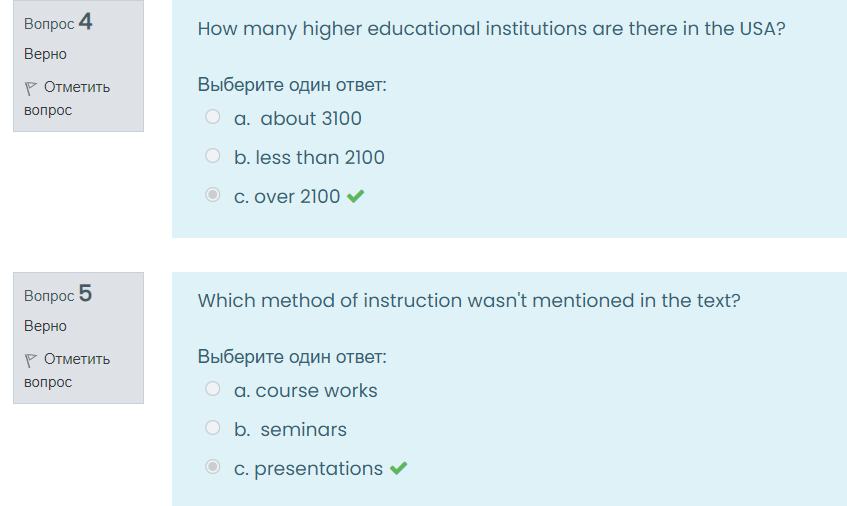 Вопрос 4
Верно
Отметить
вопрос
How many higher educational institutions are there in the USA?
Выберите один ответ:
a. about 3100
b. less than 2100
c. over 2100
Вопрос 5
Верно
Отметить
вопрос
Which method of instruction wasn't mentioned in the text?
Выберите один ответ:
a. course works
b. seminars
c. presentations